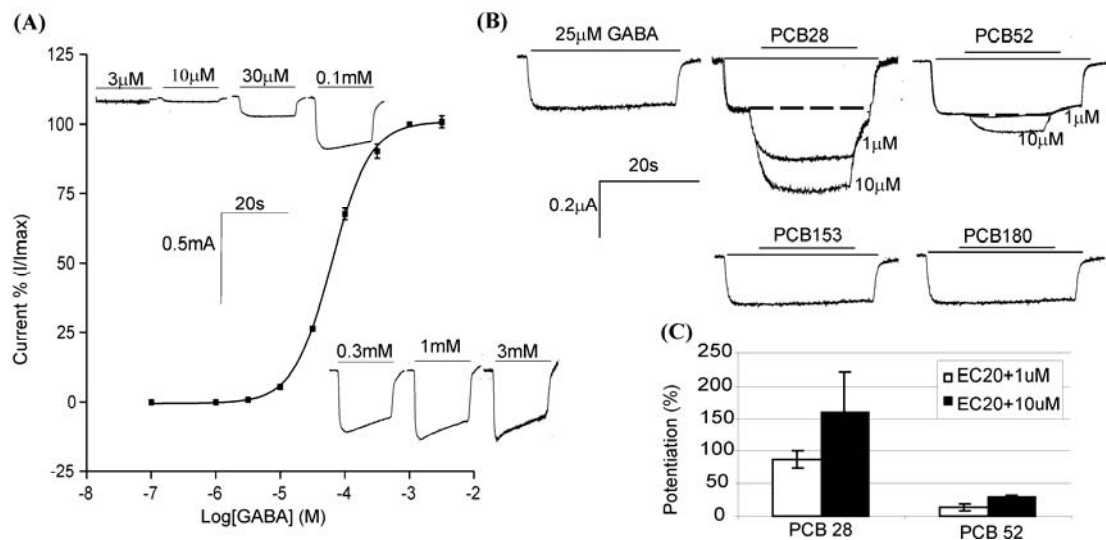 (A)
125
100
75
50
25
0
-25
Current % (I/Imax)
-8 -7 -6 -5 -4 -3 -2
Log[GABA] (M)
3μM 10μM 30μM 0.1mM
20s
0.5mA
0.3mM 1mM 3mM
(B)
25μM GABA
PCB28
1μM
10μM
PCB52
1μM
10μM
20s
0.2μA
PCB153
PCB180
(C)
250
200
150
100
50
0
Potentiation (%)
EC20+1uM
EC20+10uM
PCB 28 PCB 52